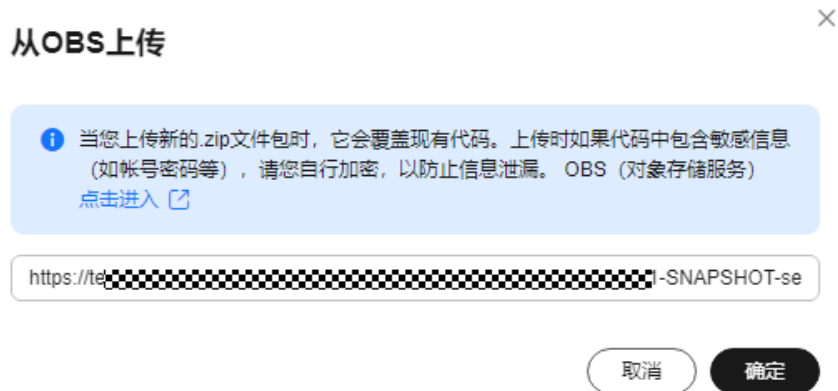 从OBS上传
当您上传新的.zip文件包时，它会覆盖现有代码。上传时如果代码中包含敏感信息
（如帐号密码等），请您自行加密，以防止信息泄漏。 OBS（对象存储服务）
点击进入
https://te 1-SNAPSHOT-se
取消 确定